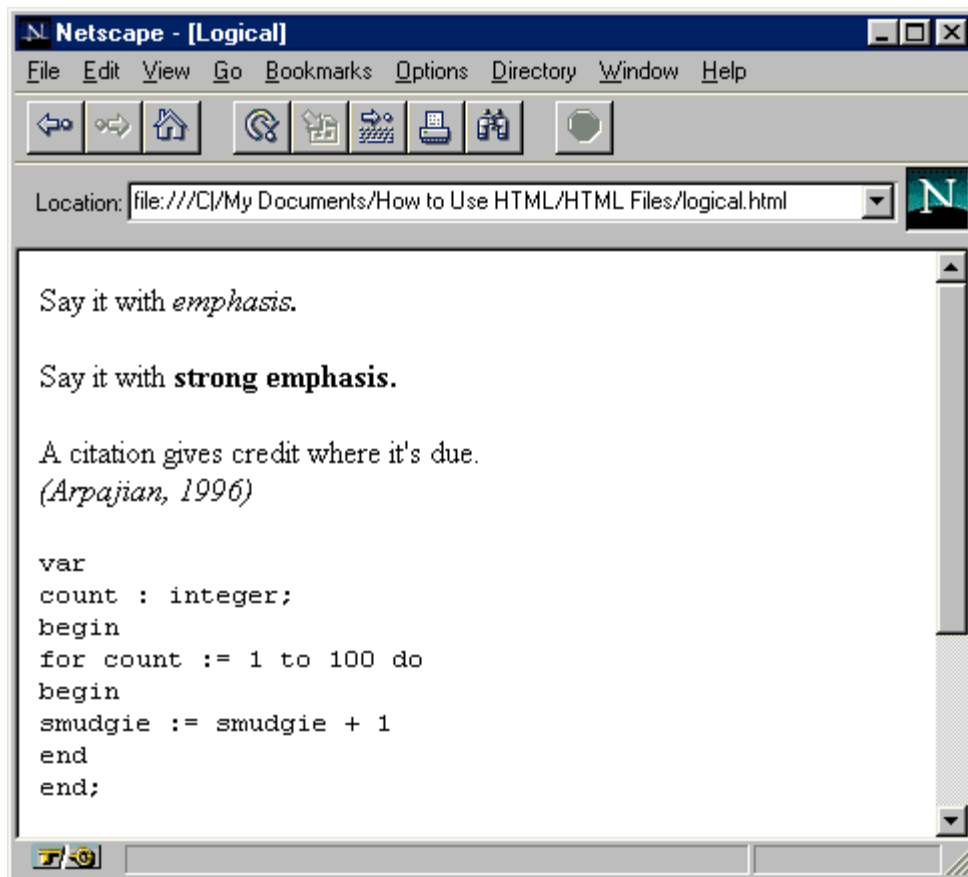 Netscape - [Logical]
File Edit View Go Bookmarks Options Directory Window Help
Location: file:///C|/My Documents/How to Use HTML/HTML Files/logical.html
N
Say it with emphasis.
Say it with strong emphasis.
A citation gives credit where it's due.
(Arpajian, 1996)
var
count : integer;
begin
for count := 1 to 100 do
begin
smudgie := smudgie + 1
end
end;